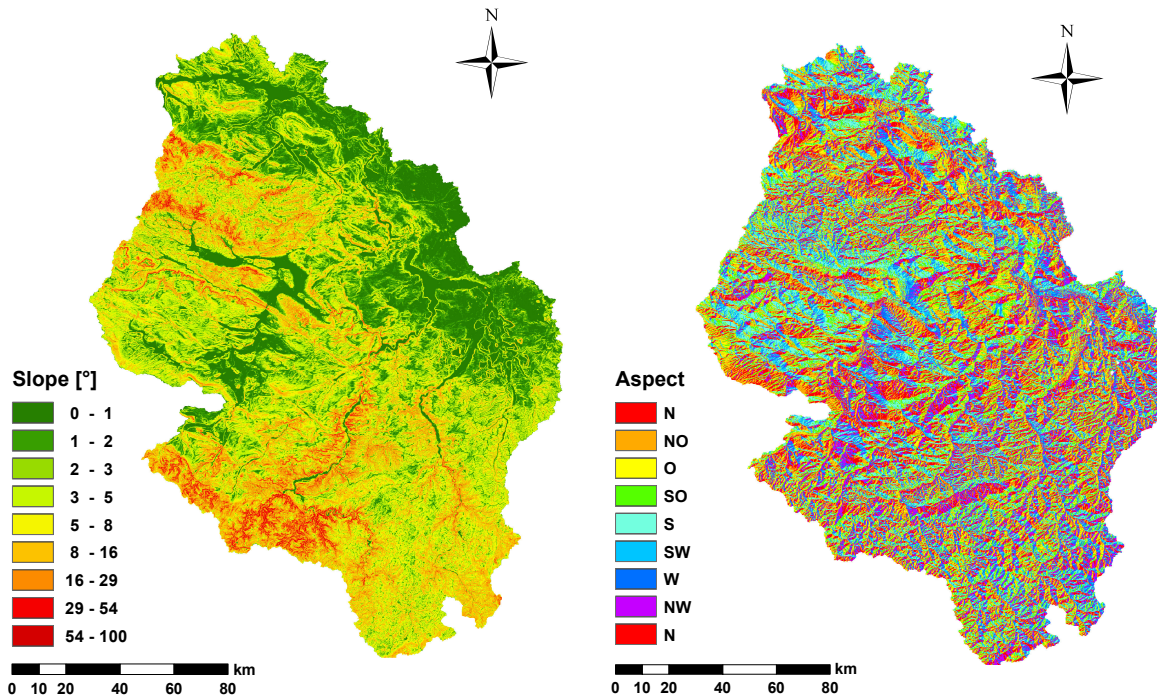 N
Slope [°]
0 - 1
1 - 2
2 - 3
3 - 5
5 - 8
8 - 16
16 - 29
29 - 54
54 - 100
km
0 10 20 40 60 80
N
Aspect
N
NO
O
SO
S
SW
W
NW
N
km
0 10 20 40 60 80